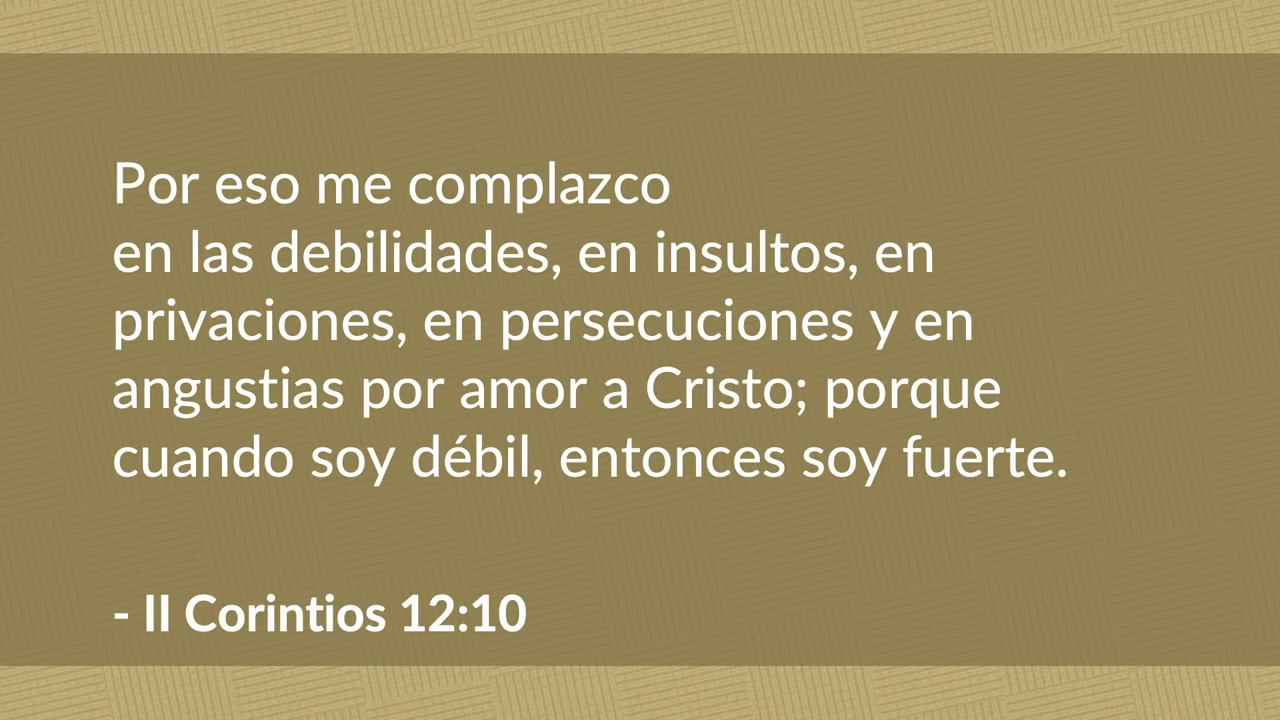 Por eso me complazco
en las debilidades, en insultos, en
privaciones, en persecuciones y en
angustias por amor a Cristo; porque
cuando soy débil, entonces soy fuerte.
- II Corintios 12:10